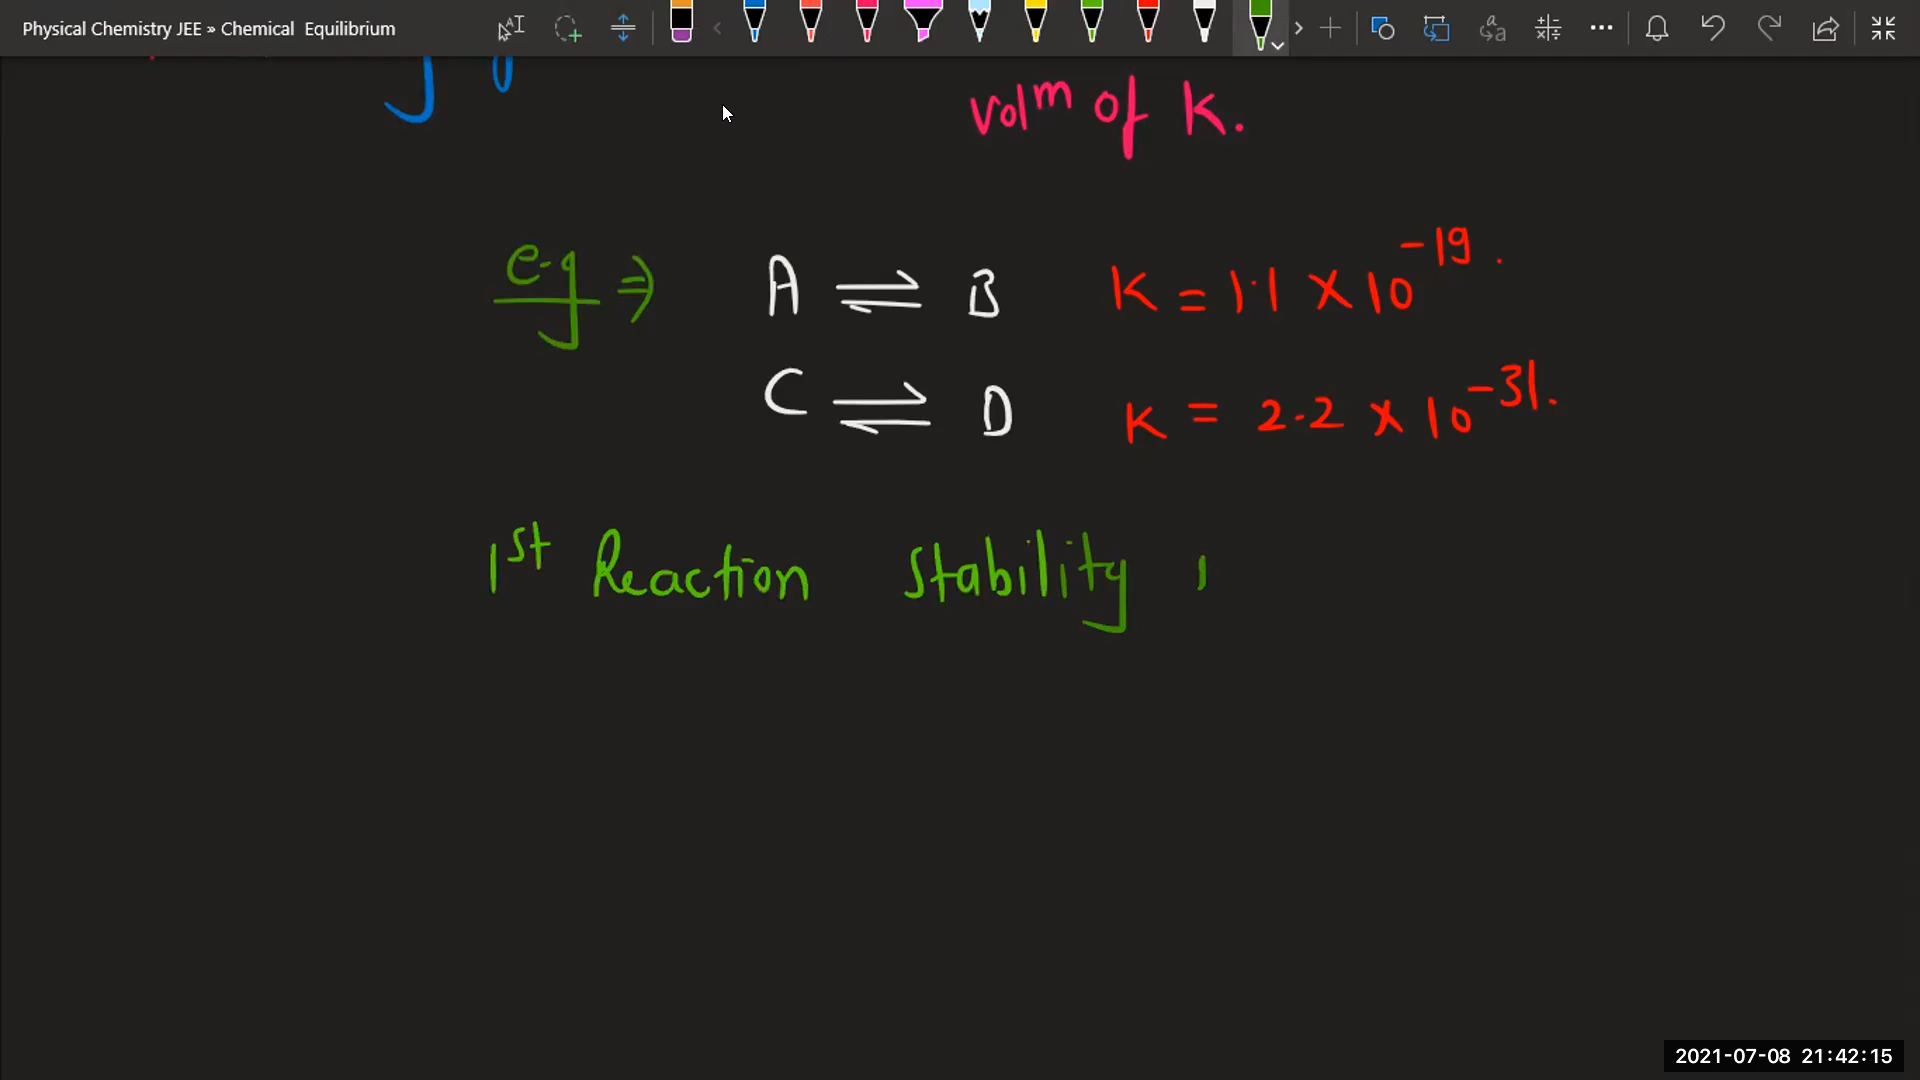 Physical Chemistry JEE » Chemical Equilibrium
volm of K.
e.g ⇒ A ⇌ B K = 1.1 × 10^-19.
C ⇌ D K = 2.2 × 10^-31.
1st Reaction Stability
2021-07-08 21:42:15